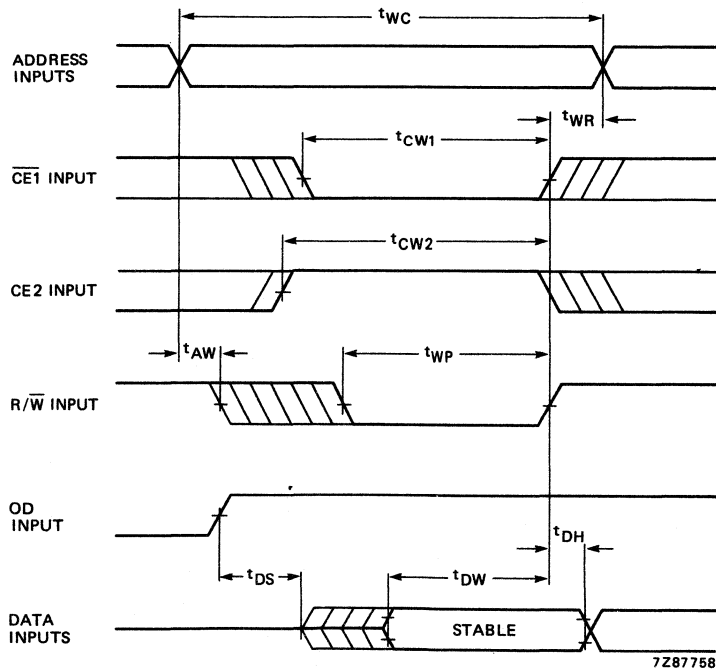 tWC
ADDRESS
INPUTS
tWR
tCW1
CE1 INPUT
tCW2
CE2 INPUT
tAW
tWP
R/W INPUT
OD
INPUT
tDH
tDS
tDW
DATA
INPUTS
STABLE
7Z87758